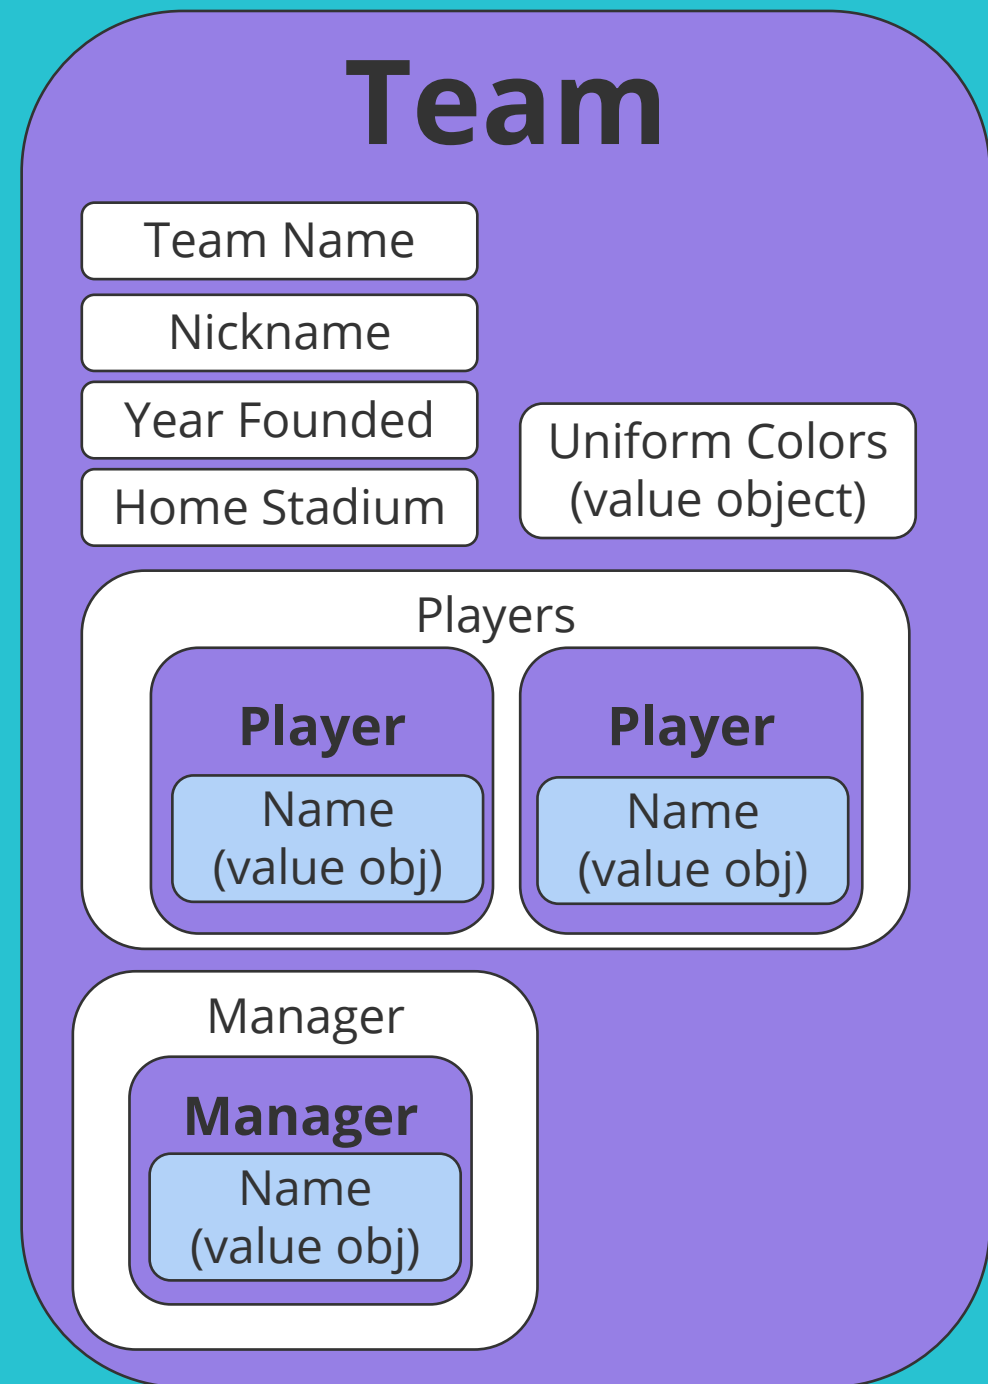 Team
Team Name
Nickname
Year Founded
Home Stadium
Uniform Colors
(value object)
Players
Player
Name
(value obj)
Player
Name
(value obj)
Manager
Manager
Name
(value obj)